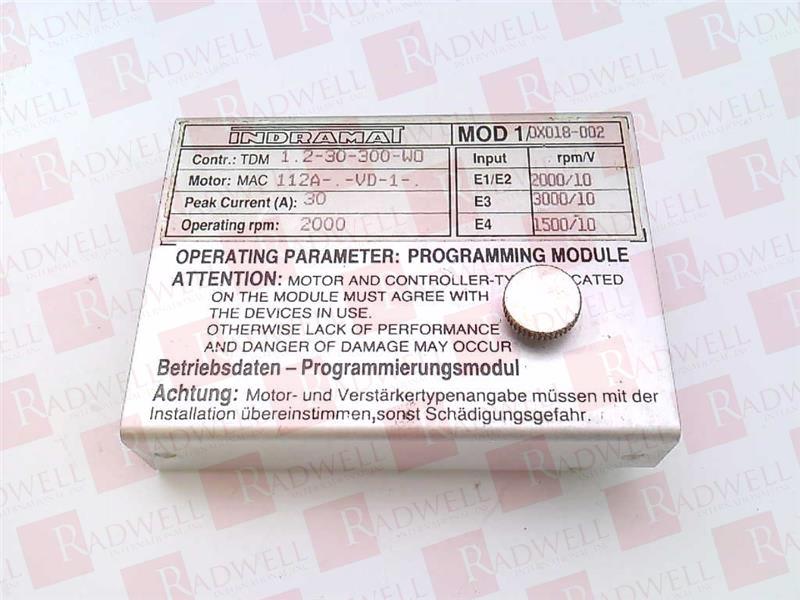 INDRAMAT
MOD 1/0X018-002
Contr.: TDM 1.2-30-300-W0
Input rpm/V
Motor: MAC 112A-.-VD-1-.
E1/E2 2000/10
Peak Current (A): 30
E3 3000/10
Operating rpm: 2000
E4 1500/10
OPERATING PARAMETER: PROGRAMMING MODULE
ATTENTION: MOTOR AND CONTROLLER-TY CATED
ON THE MODULE MUST AGREE WITH
THE DEVICES IN USE.
OTHERWISE LACK OF PERFORMANCE
AND DANGER OF DAMAGE MAY OCCUR
Betriebsdaten – Programmierungsmodul
Achtung: Motor- und Verstärkertypenangabe müssen mit der
Installation übereinstimmen,sonst Schädigungsgefahr.
RADWELL
INTERNATIONAL, INC.